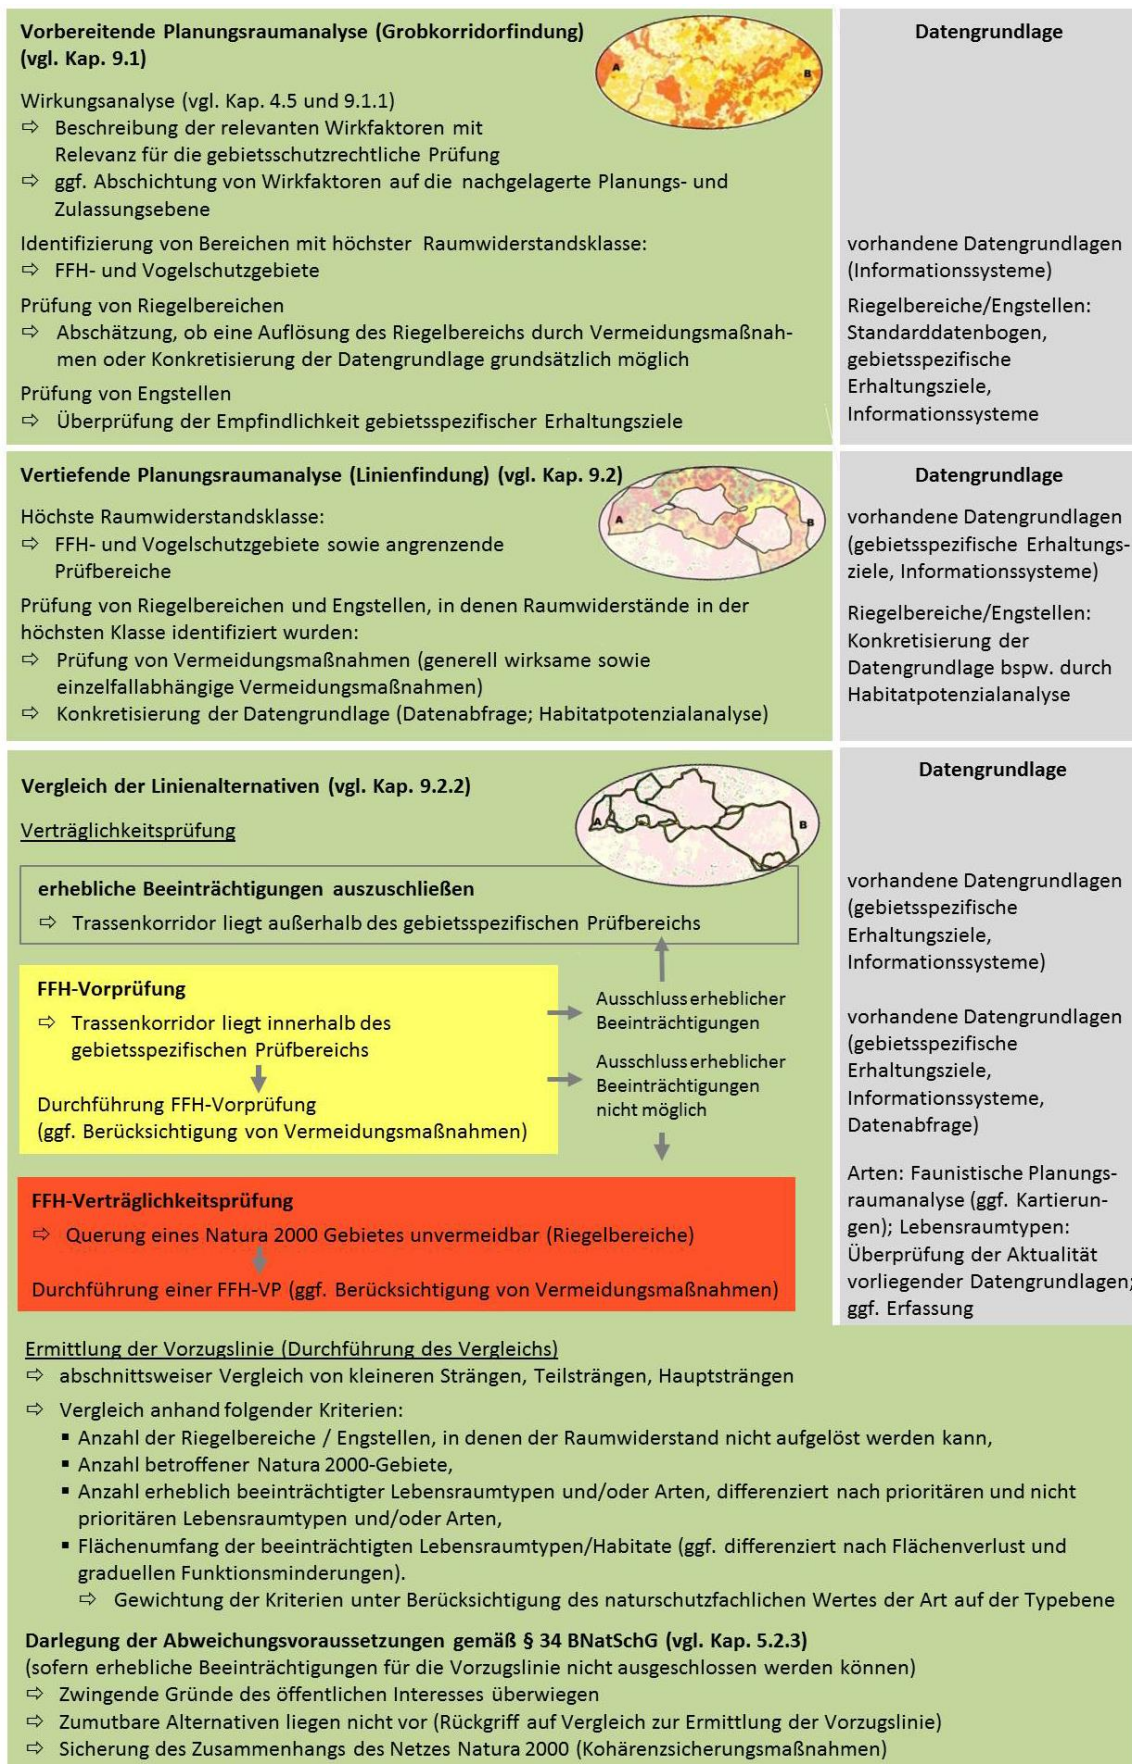 Vorbereitende Planungsraumanalyse (Grobkorridorfindung)
(vgl. Kap. 9.1)
A
B
Wirkungsanalyse (vgl. Kap. 4.5 und 9.1.1)
⇨ Beschreibung der relevanten Wirkfaktoren mit
Relevanz für die gebietsschutzrechtliche Prüfung
⇨ ggf. Abschichtung von Wirkfaktoren auf die nachgelagerte Planungs- und
Zulassungsebene
Identifizierung von Bereichen mit höchster Raumwiderstandsklasse:
⇨ FFH- und Vogelschutzgebiete
Prüfung von Riegelbereichen
⇨ Abschätzung, ob eine Auflösung des Riegelbereichs durch Vermeidungsmaßnah-
men oder Konkretisierung der Datengrundlage grundsätzlich möglich
Prüfung von Engstellen
⇨ Überprüfung der Empfindlichkeit gebietsspezifischer Erhaltungsziele
Datengrundlage
vorhandene Datengrundlagen
(Informationssysteme)
Riegelbereiche/Engstellen:
Standarddatenbogen,
gebietsspezifische
Erhaltungsziele,
Informationssysteme
Vertiefende Planungsraumanalyse (Linienfindung) (vgl. Kap. 9.2)
A
B
Höchste Raumwiderstandsklasse:
⇨ FFH- und Vogelschutzgebiete sowie angrenzende
Prüfbereiche
Prüfung von Riegelbereichen und Engstellen, in denen Raumwiderstände in der
höchsten Klasse identifiziert wurden:
⇨ Prüfung von Vermeidungsmaßnahmen (generell wirksame sowie
einzelfallabhängige Vermeidungsmaßnahmen)
⇨ Konkretisierung der Datengrundlage (Datenabfrage; Habitatpotenzialanalyse)
Datengrundlage
vorhandene Datengrundlagen
(gebietsspezifische Erhaltungs-
ziele, Informationssysteme)
Riegelbereiche/Engstellen:
Konkretisierung der
Datengrundlage bspw. durch
Habitatpotenzialanalyse
Vergleich der Linienalternativen (vgl. Kap. 9.2.2)
A
B
Verträglichkeitsprüfung
erhebliche Beeinträchtigungen auszuschließen
⇨ Trassenkorridor liegt außerhalb des gebietsspezifischen Prüfbereichs
FFH-Vorprüfung
⇨ Trassenkorridor liegt innerhalb des
gebietsspezifischen Prüfbereichs
Durchführung FFH-Vorprüfung
(ggf. Berücksichtigung von Vermeidungsmaßnahmen)
Ausschluss erheblicher
Beeinträchtigungen
Ausschluss erheblicher
Beeinträchtigungen
nicht möglich
FFH-Verträglichkeitsprüfung
⇨ Querung eines Natura 2000 Gebietes unvermeidbar (Riegelbereiche)
Durchführung einer FFH-VP (ggf. Berücksichtigung von Vermeidungsmaßnahmen)
Datengrundlage
vorhandene Datengrundlagen
(gebietsspezifische
Erhaltungsziele,
Informationssysteme)
vorhandene Datengrundlagen
(gebietsspezifische
Erhaltungsziele,
Informationssysteme,
Datenabfrage)
Arten: Faunistische Planungs-
raumanalyse (ggf. Kartierun-
gen); Lebensraumtypen:
Überprüfung der Aktualität
vorliegender Datengrundlagen;
ggf. Erfassung
Ermittlung der Vorzugslinie (Durchführung des Vergleichs)
⇨ abschnittsweiser Vergleich von kleineren Strängen, Teilsträngen, Hauptsträngen
⇨ Vergleich anhand folgender Kriterien:
▪ Anzahl der Riegelbereiche / Engstellen, in denen der Raumwiderstand nicht aufgelöst werden kann,
▪ Anzahl betroffener Natura 2000-Gebiete,
▪ Anzahl erheblich beeinträchtigter Lebensraumtypen und/oder Arten, differenziert nach prioritären und nicht
prioritären Lebensraumtypen und/oder Arten,
▪ Flächenumfang der beeinträchtigten Lebensraumtypen/Habitate (ggf. differenziert nach Flächenverlust und
graduellen Funktionsminderungen).
⇨ Gewichtung der Kriterien unter Berücksichtigung des naturschutzfachlichen Wertes der Art auf der Typebene
Darlegung der Abweichungsvoraussetzungen gemäß § 34 BNatSchG (vgl. Kap. 5.2.3)
(sofern erhebliche Beeinträchtigungen für die Vorzugslinie nicht ausgeschlossen werden können)
⇨ Zwingende Gründe des öffentlichen Interesses überwiegen
⇨ Zumutbare Alternativen liegen nicht vor (Rückgriff auf Vergleich zur Ermittlung der Vorzugslinie)
⇨ Sicherung des Zusammenhangs des Netzes Natura 2000 (Kohärenzsicherungsmaßnahmen)